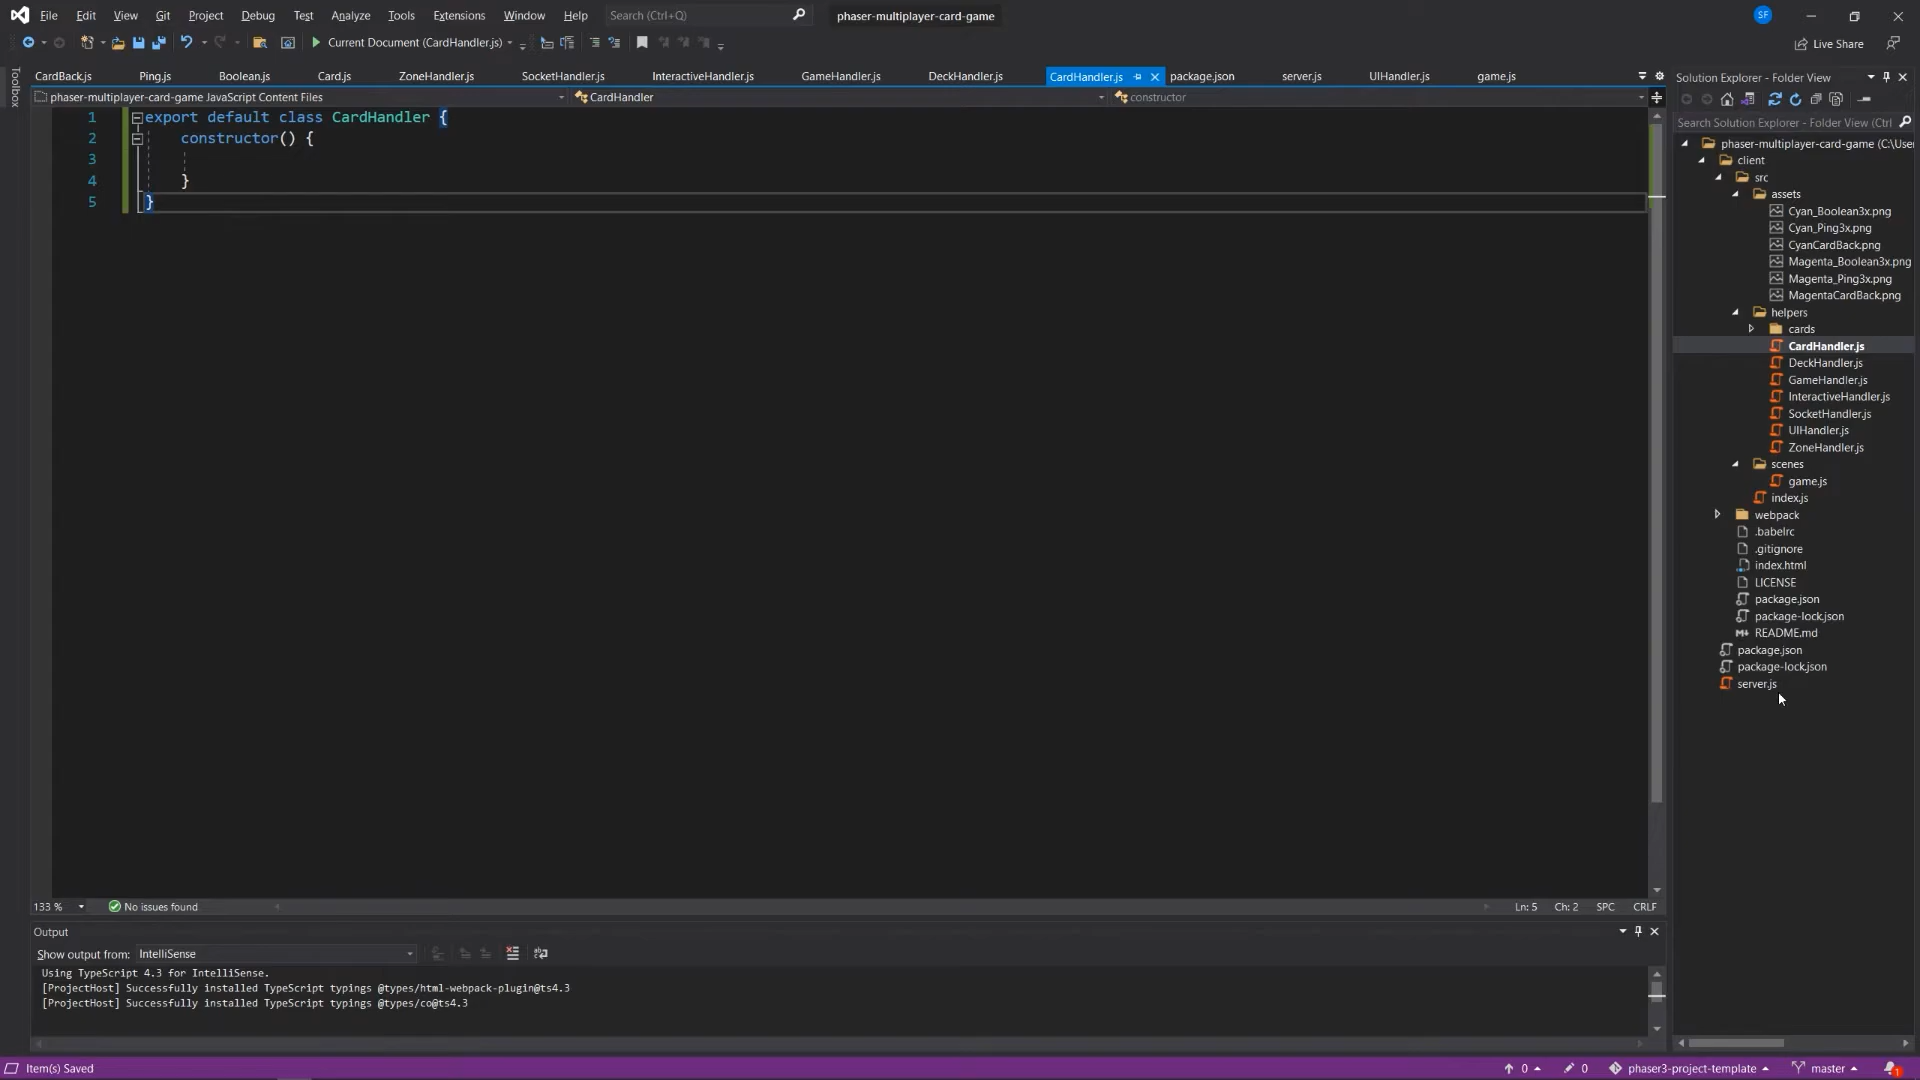 File Edit View Git Project Debug Test Analyze Tools Extensions Window Help Search (Ctrl+Q) phaser-multiplayer-card-game SF
Current Document (CardHandler.js) Live Share
Toolbox
CardBack.js Ping.js Boolean.js Card.js ZoneHandler.js SocketHandler.js InteractiveHandler.js GameHandler.js DeckHandler.js CardHandler.js package.json server.js UIHandler.js game.js
phaser-multiplayer-card-game JavaScript Content Files CardHandler constructor
1 export default class CardHandler {
2 constructor() {
3
4 }
5 }
133 % No issues found Ln: 5 Ch: 2 SPC CRLF
Output
Show output from: IntelliSense
Using TypeScript 4.3 for IntelliSense.
[ProjectHost] Successfully installed TypeScript typings @types/html-webpack-plugin@ts4.3
[ProjectHost] Successfully installed TypeScript typings @types/co@ts4.3
Solution Explorer - Folder View
Search Solution Explorer - Folder View (Ctrl
phaser-multiplayer-card-game (C:\User
client
src
assets
Cyan_Boolean3x.png
Cyan_Ping3x.png
CyanCardBack.png
Magenta_Boolean3x.png
Magenta_Ping3x.png
MagentaCardBack.png
helpers
cards
CardHandler.js
DeckHandler.js
GameHandler.js
InteractiveHandler.js
SocketHandler.js
UIHandler.js
ZoneHandler.js
scenes
game.js
index.js
webpack
.babelrc
.gitignore
index.html
LICENSE
package.json
package-lock.json
README.md
package.json
package-lock.json
server.js
Item(s) Saved 0 0 phaser3-project-template master 1